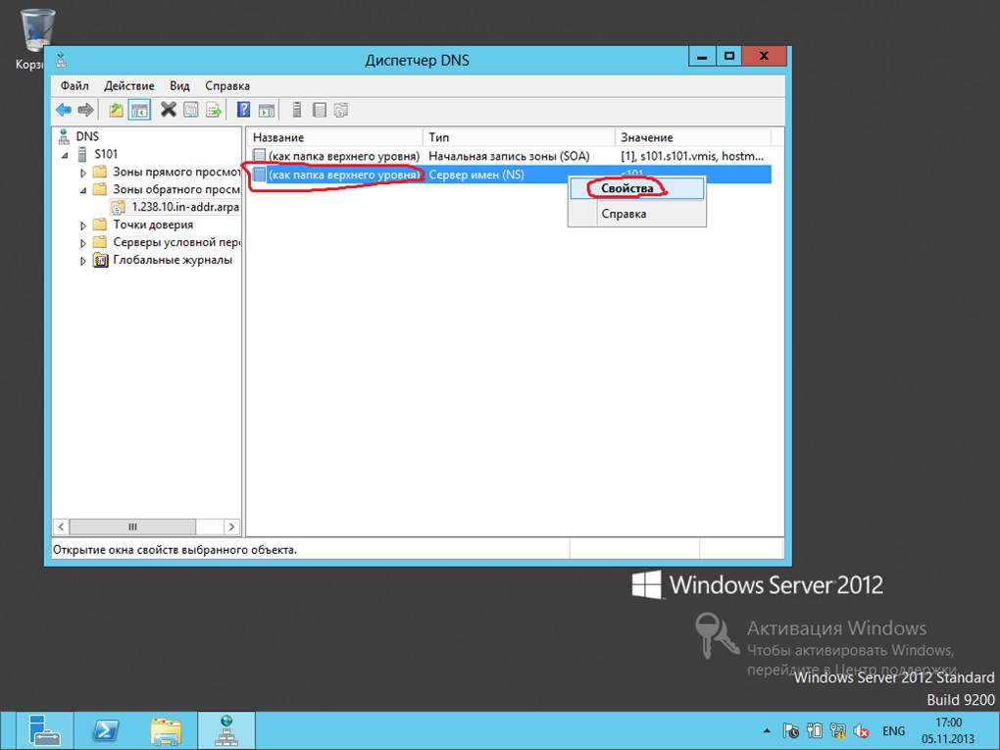 Корзи
Диспетчер DNS
Файл Действие Вид Справка
DNS
S101
Зоны прямого просмот
Зоны обратного просм
1.238.10.in-addr.arpa
Точки доверия
Серверы условной пере
Глобальные журналы
Название Тип Значение
(как папка верхнего уровня) Начальная запись зоны (SOA) [1], s101.s101.vmis, hostm...
(как папка верхнего уровня) Сервер имен (NS) s101.
Свойства
Справка
Открытие окна свойств выбранного объекта.
Windows Server 2012
Активация Windows
Чтобы активировать Windows,
перейдите в Центр поддержки.
Windows Server 2012 Standard
Build 9200
ENG
17:00
05.11.2013